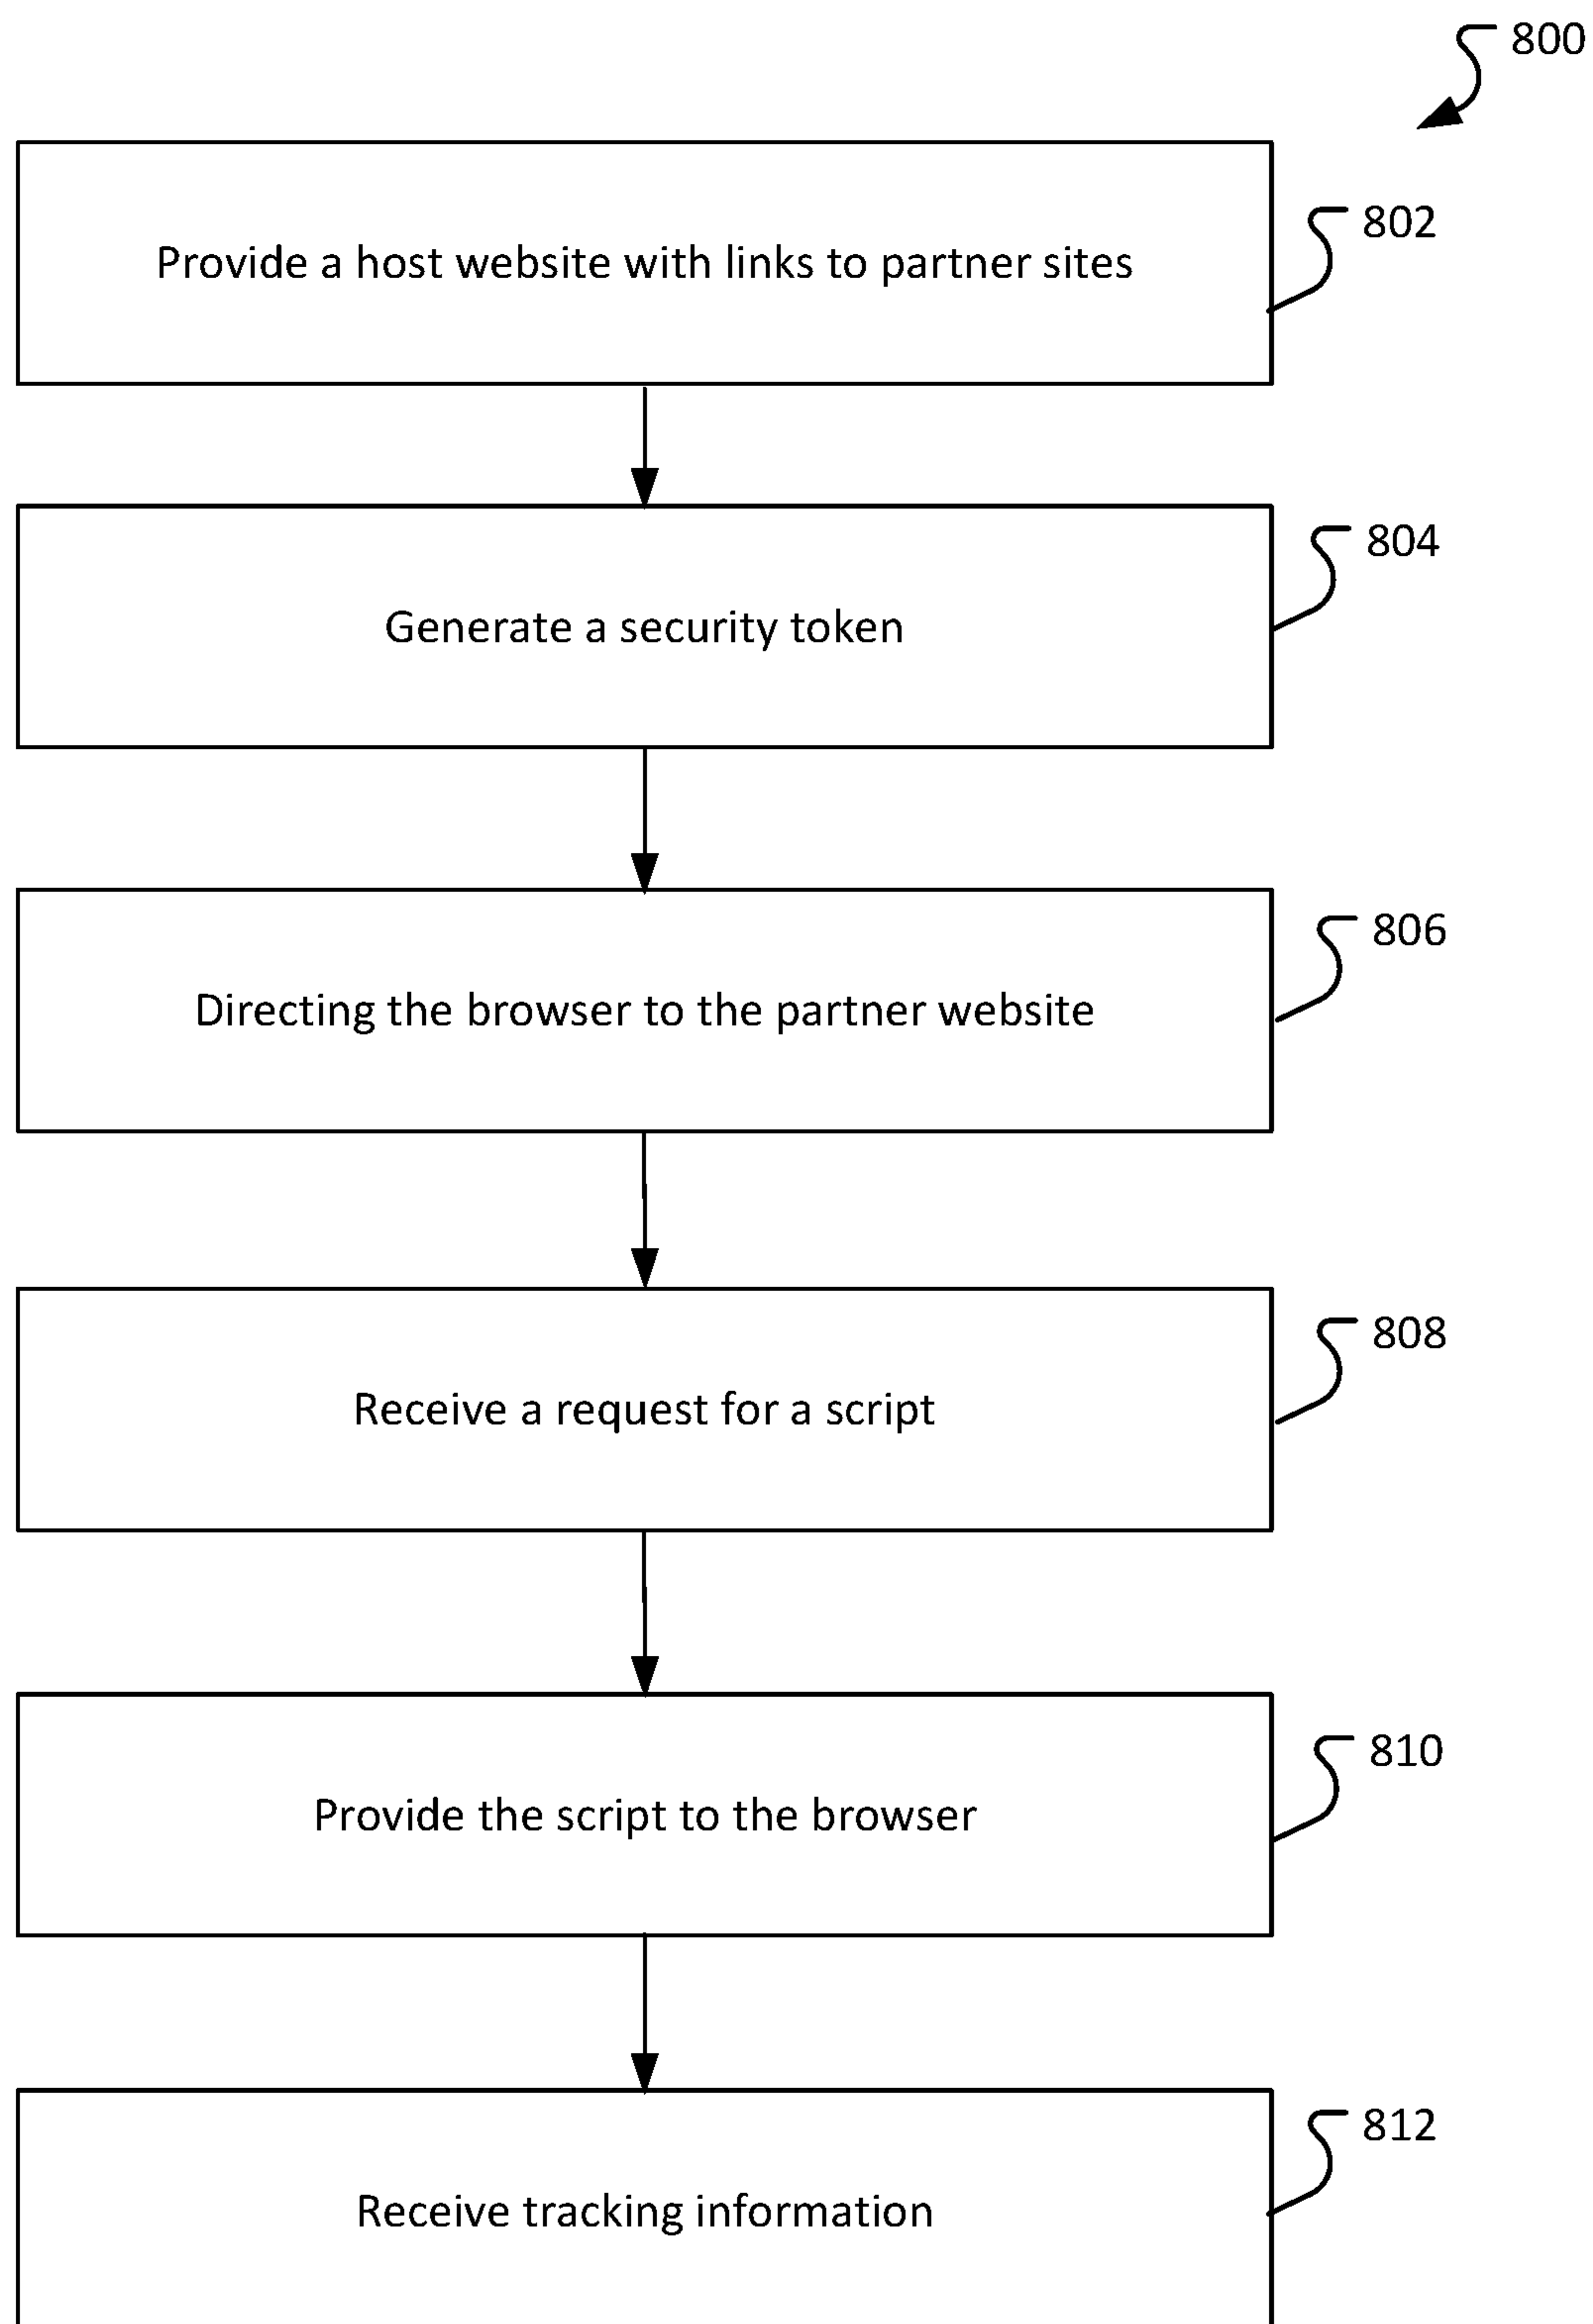 800
Provide a host website with links to partner sites
802
Generate a security token
804
Directing the browser to the partner website
806
Receive a request for a script
808
Provide the script to the browser
810
Receive tracking information
812